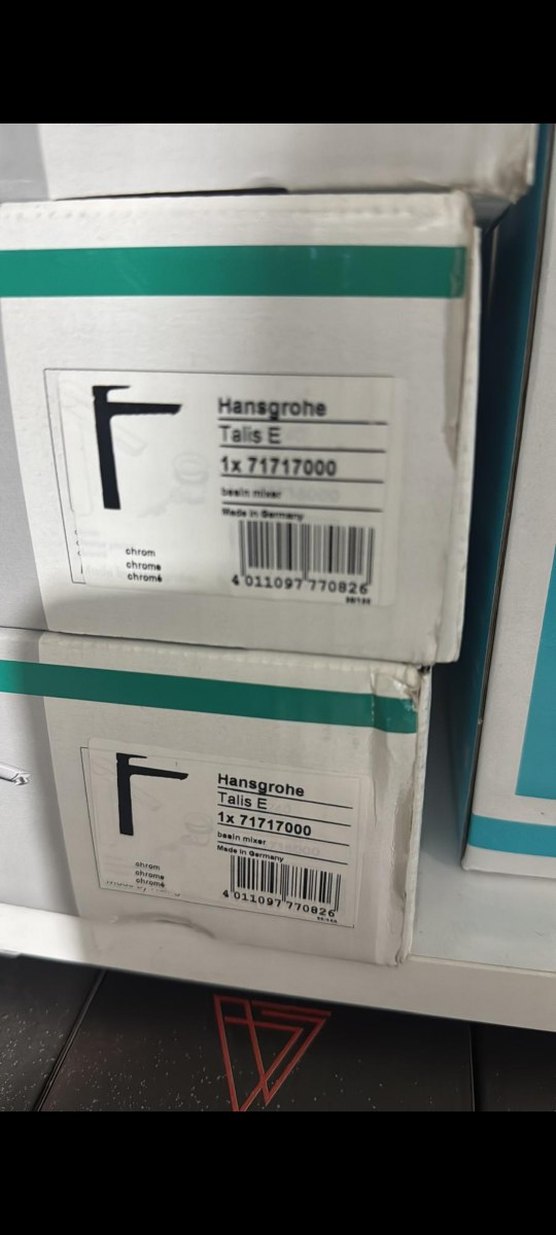 Hansgrohe
Talis E
1x 71717000
basin mixer
Made in Germany
chrom
chrome
chromé
4 011097 770826
Hansgrohe
Talis E
1x 71717000
basin mixer
Made in Germany
chrom
chrome
chromé
4 011097 770826